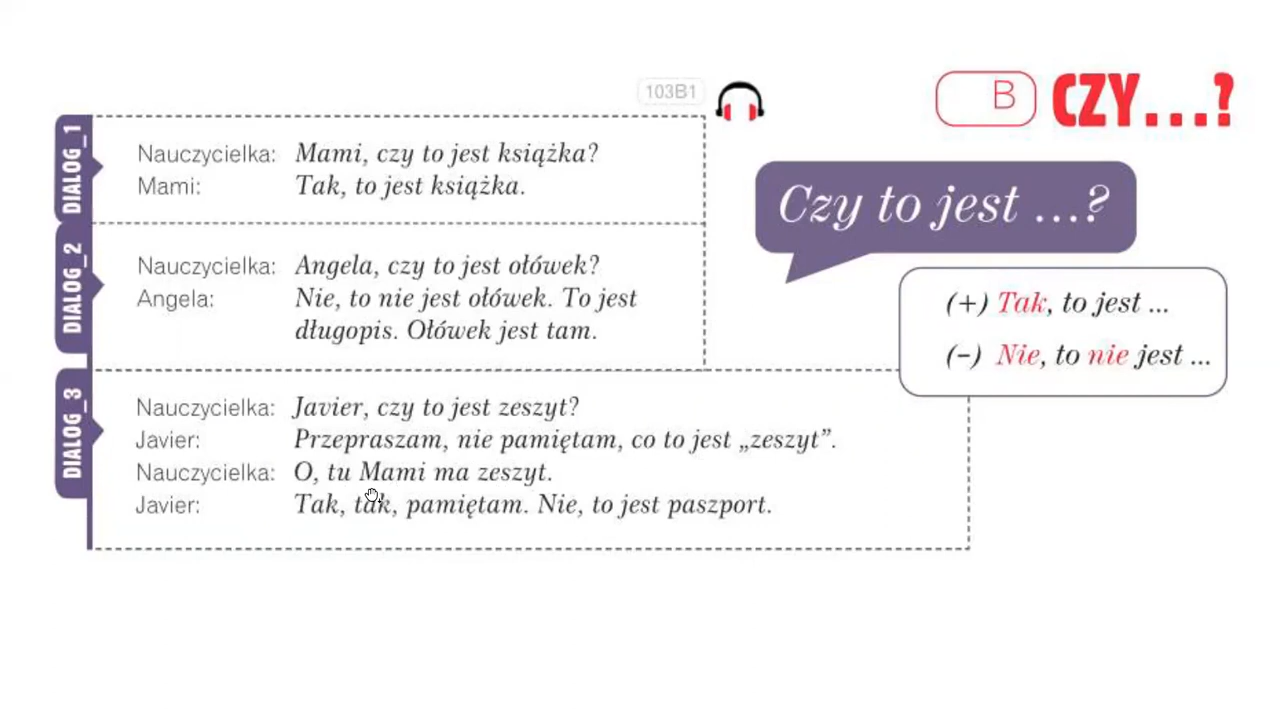 103B1
B
CZY...?
DIALOG_1
Nauczycielka: Mami, czy to jest książka?
Mami: Tak, to jest książka.
Czy to jest ...?
(+) Tak, to jest ...
(−) Nie, to nie jest ...
DIALOG_2
Nauczycielka: Angela, czy to jest ołówek?
Angela: Nie, to nie jest ołówek. To jest
długopis. Ołówek jest tam.
DIALOG_3
Nauczycielka: Javier, czy to jest zeszyt?
Javier: Przepraszam, nie pamiętam, co to jest „zeszyt”.
Nauczycielka: O, tu Mami ma zeszyt.
Javier: Tak, tak, pamiętam. Nie, to jest paszport.